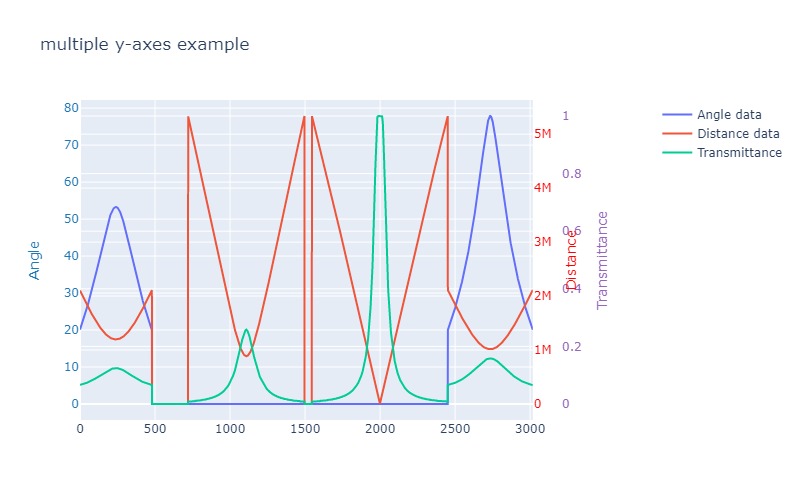 multiple y-axes example
Angle data
Distance data
Transmittance
80
70
60
50
40
30
20
10
0
Angle
5M
4M
3M
2M
1M
0
Distance
1
0.8
0.6
0.4
0.2
0
Transmittance
0 500 1000 1500 2000 2500 3000